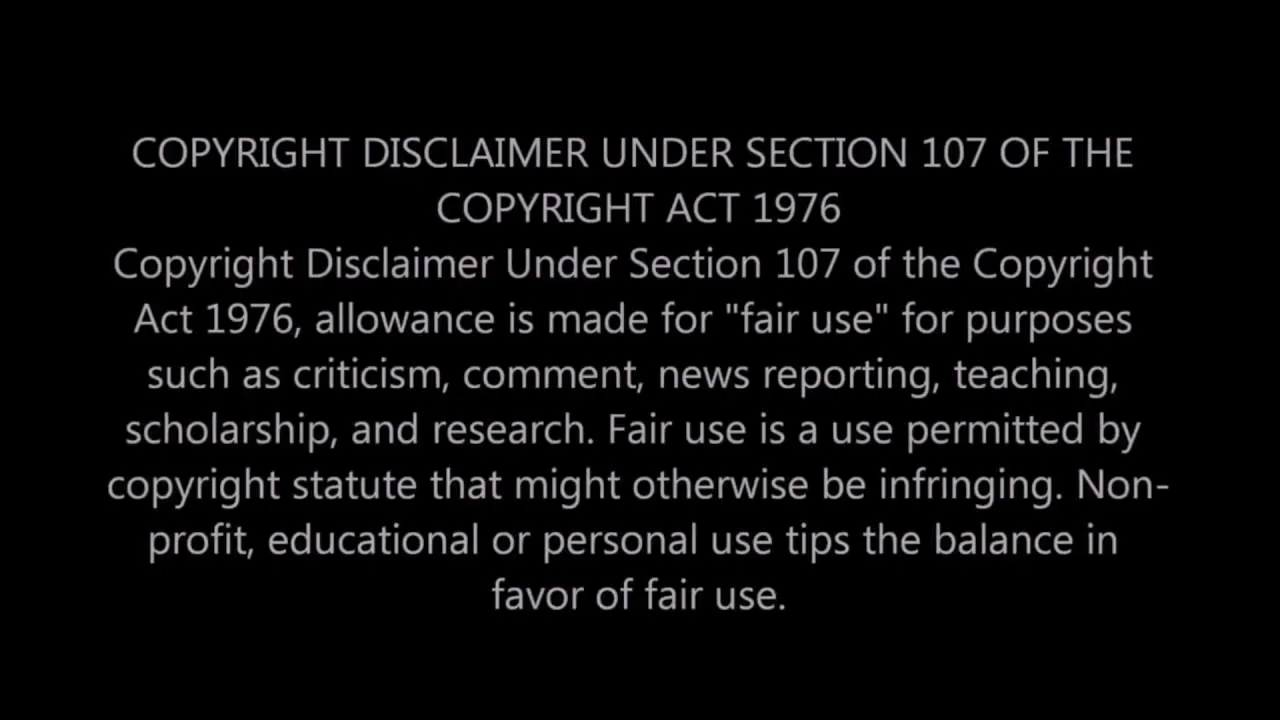 COPYRIGHT DISCLAIMER UNDER SECTION 107 OF THE
COPYRIGHT ACT 1976
Copyright Disclaimer Under Section 107 of the Copyright
Act 1976, allowance is made for "fair use" for purposes
such as criticism, comment, news reporting, teaching,
scholarship, and research. Fair use is a use permitted by
copyright statute that might otherwise be infringing. Non-
profit, educational or personal use tips the balance in
favor of fair use.